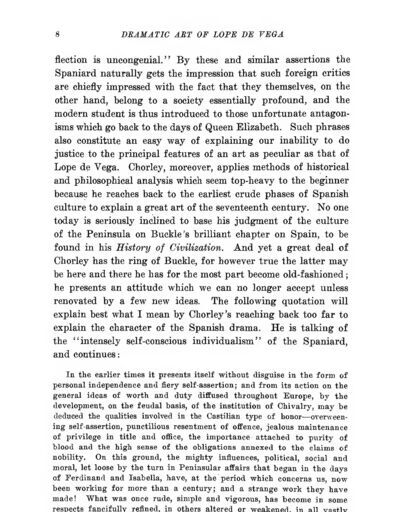 8 DRAMATIC ART OF LOPE DE VEGA
flection is uncongenial." By these and similar assertions the
Spaniard naturally gets the impression that such foreign critics
are chiefly impressed with the fact that they themselves, on the
other hand, belong to a society essentially profound, and the
modern student is thus introduced to those unfortunate antagon-
isms which go back to the days of Queen Elizabeth. Such phrases
also constitute an easy way of explaining our inability to do
justice to the principal features of an art as peculiar as that of
Lope de Vega. Chorley, moreover, applies methods of historical
and philosophical analysis which seem top-heavy to the beginner
because he reaches back to the earliest crude phases of Spanish
culture to explain a great art of the seventeenth century. No one
today is seriously inclined to base his judgment of the culture
of the Peninsula on Buckle's brilliant chapter on Spain, to be
found in his History of Civilization. And yet a great deal of
Chorley has the ring of Buckle, for however true the latter may
be here and there he has for the most part become old-fashioned;
he presents an attitude which we can no longer accept unless
renovated by a few new ideas. The following quotation will
explain best what I mean by Chorley's reaching back too far to
explain the character of the Spanish drama. He is talking of
the "intensely self-conscious individualism" of the Spaniard,
and continues:
In the earlier times it presents itself without disguise in the form of
personal independence and fiery self-assertion; and from its action on the
general ideas of worth and duty diffused throughout Europe, by the
development, on the feudal basis, of the institution of Chivalry, may be
deduced the qualities involved in the Castilian type of honor—overween-
ing self-assertion, punctilious resentment of offence, jealous maintenance
of privilege in title and office, the importance attached to purity of
blood and the high sense of the obligations annexed to the claims of
nobility. On this ground, the mighty influences, political, social and
moral, let loose by the turn in Peninsular affairs that began in the days
of Ferdinand and Isabella, have, at the period which concerns us, now
been working for more than a century; and a strange work they have
made! What was once rude, simple and vigorous, has become in some
respects fancifully refined, in others altered or weakened, in all vastly